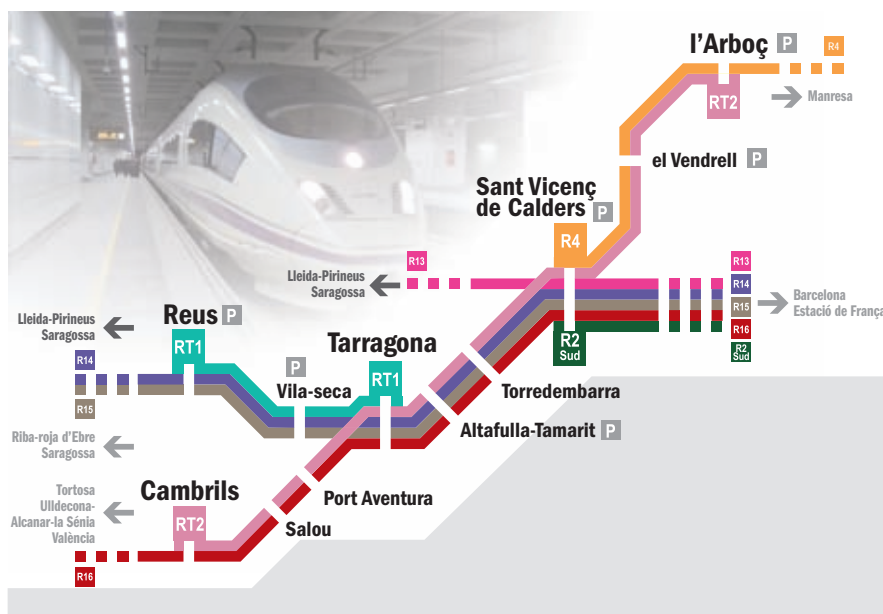 l'Arboç P
R4
RT2
Manresa
el Vendrell P
Sant Vicenç
de Calders P
R4
R13
Lleida-Pirineus
Saragossa
R13
R14
R15
R16
R2
Sud
Barcelona
Estació de França
R2
Sud
Reus P
Lleida-Pirineus
Saragossa
RT1
R14
R15
P
Vila-seca
Tarragona
RT1
Torredembarra
Altafulla-Tamarit P
Riba-roja d'Ebre
Saragossa
Tortosa
Ulldecona-
Alcanar-la Sénia
València
Cambrils
RT2
Port Aventura
Salou
R16